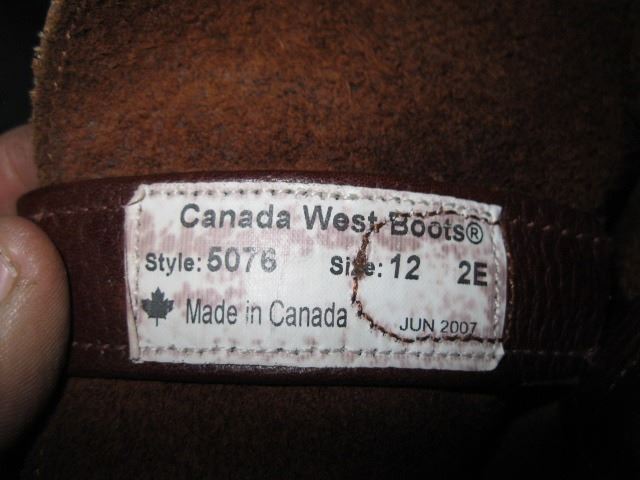 Canada West Boots®
Style: 5076 Size: 12 2E
Made in Canada JUN 2007